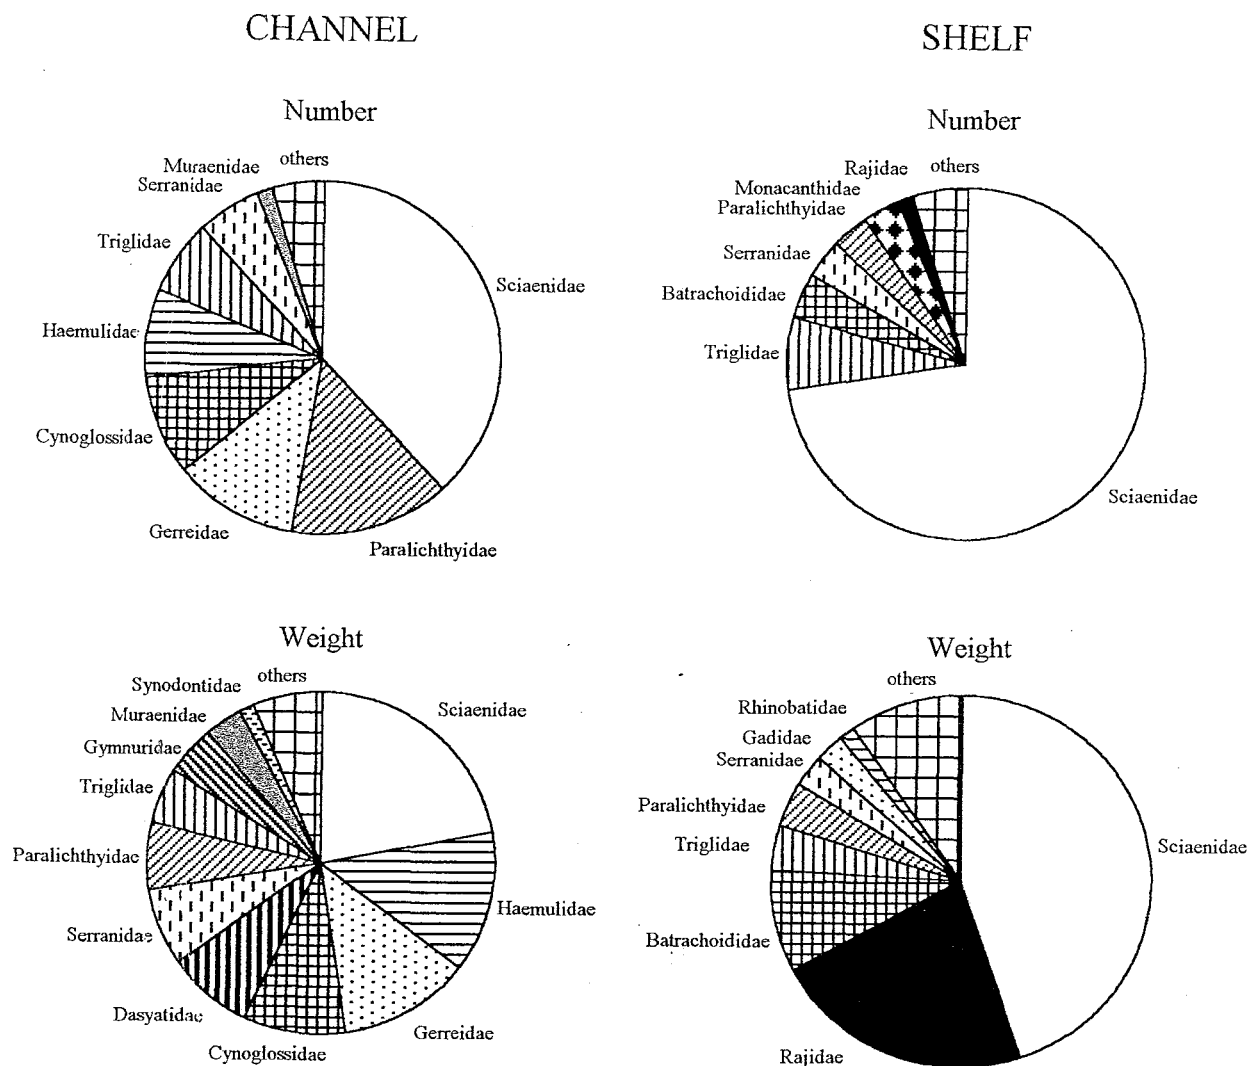 CHANNEL
Number
Muraenidae
others
Serranidae
Triglidae
Sciaenidae
Haemulidae
Cynoglossidae
Gerreidae
Paralichthyidae
Weight
Synodontidae
others
Muraenidae
Sciaenidae
Gymnuridae
Triglidae
Paralichthyidae
Haemulidae
Serranidae
Dasyatidae
Gerreidae
Cynoglossidae
SHELF
Number
Rajidae
others
Monacanthidae
Paralichthyidae
Serranidae
Batrachoididae
Triglidae
Sciaenidae
Weight
others
Rhinobatidae
Gadidae
Serranidae
Paralichthyidae
Triglidae
Sciaenidae
Batrachoididae
Rajidae